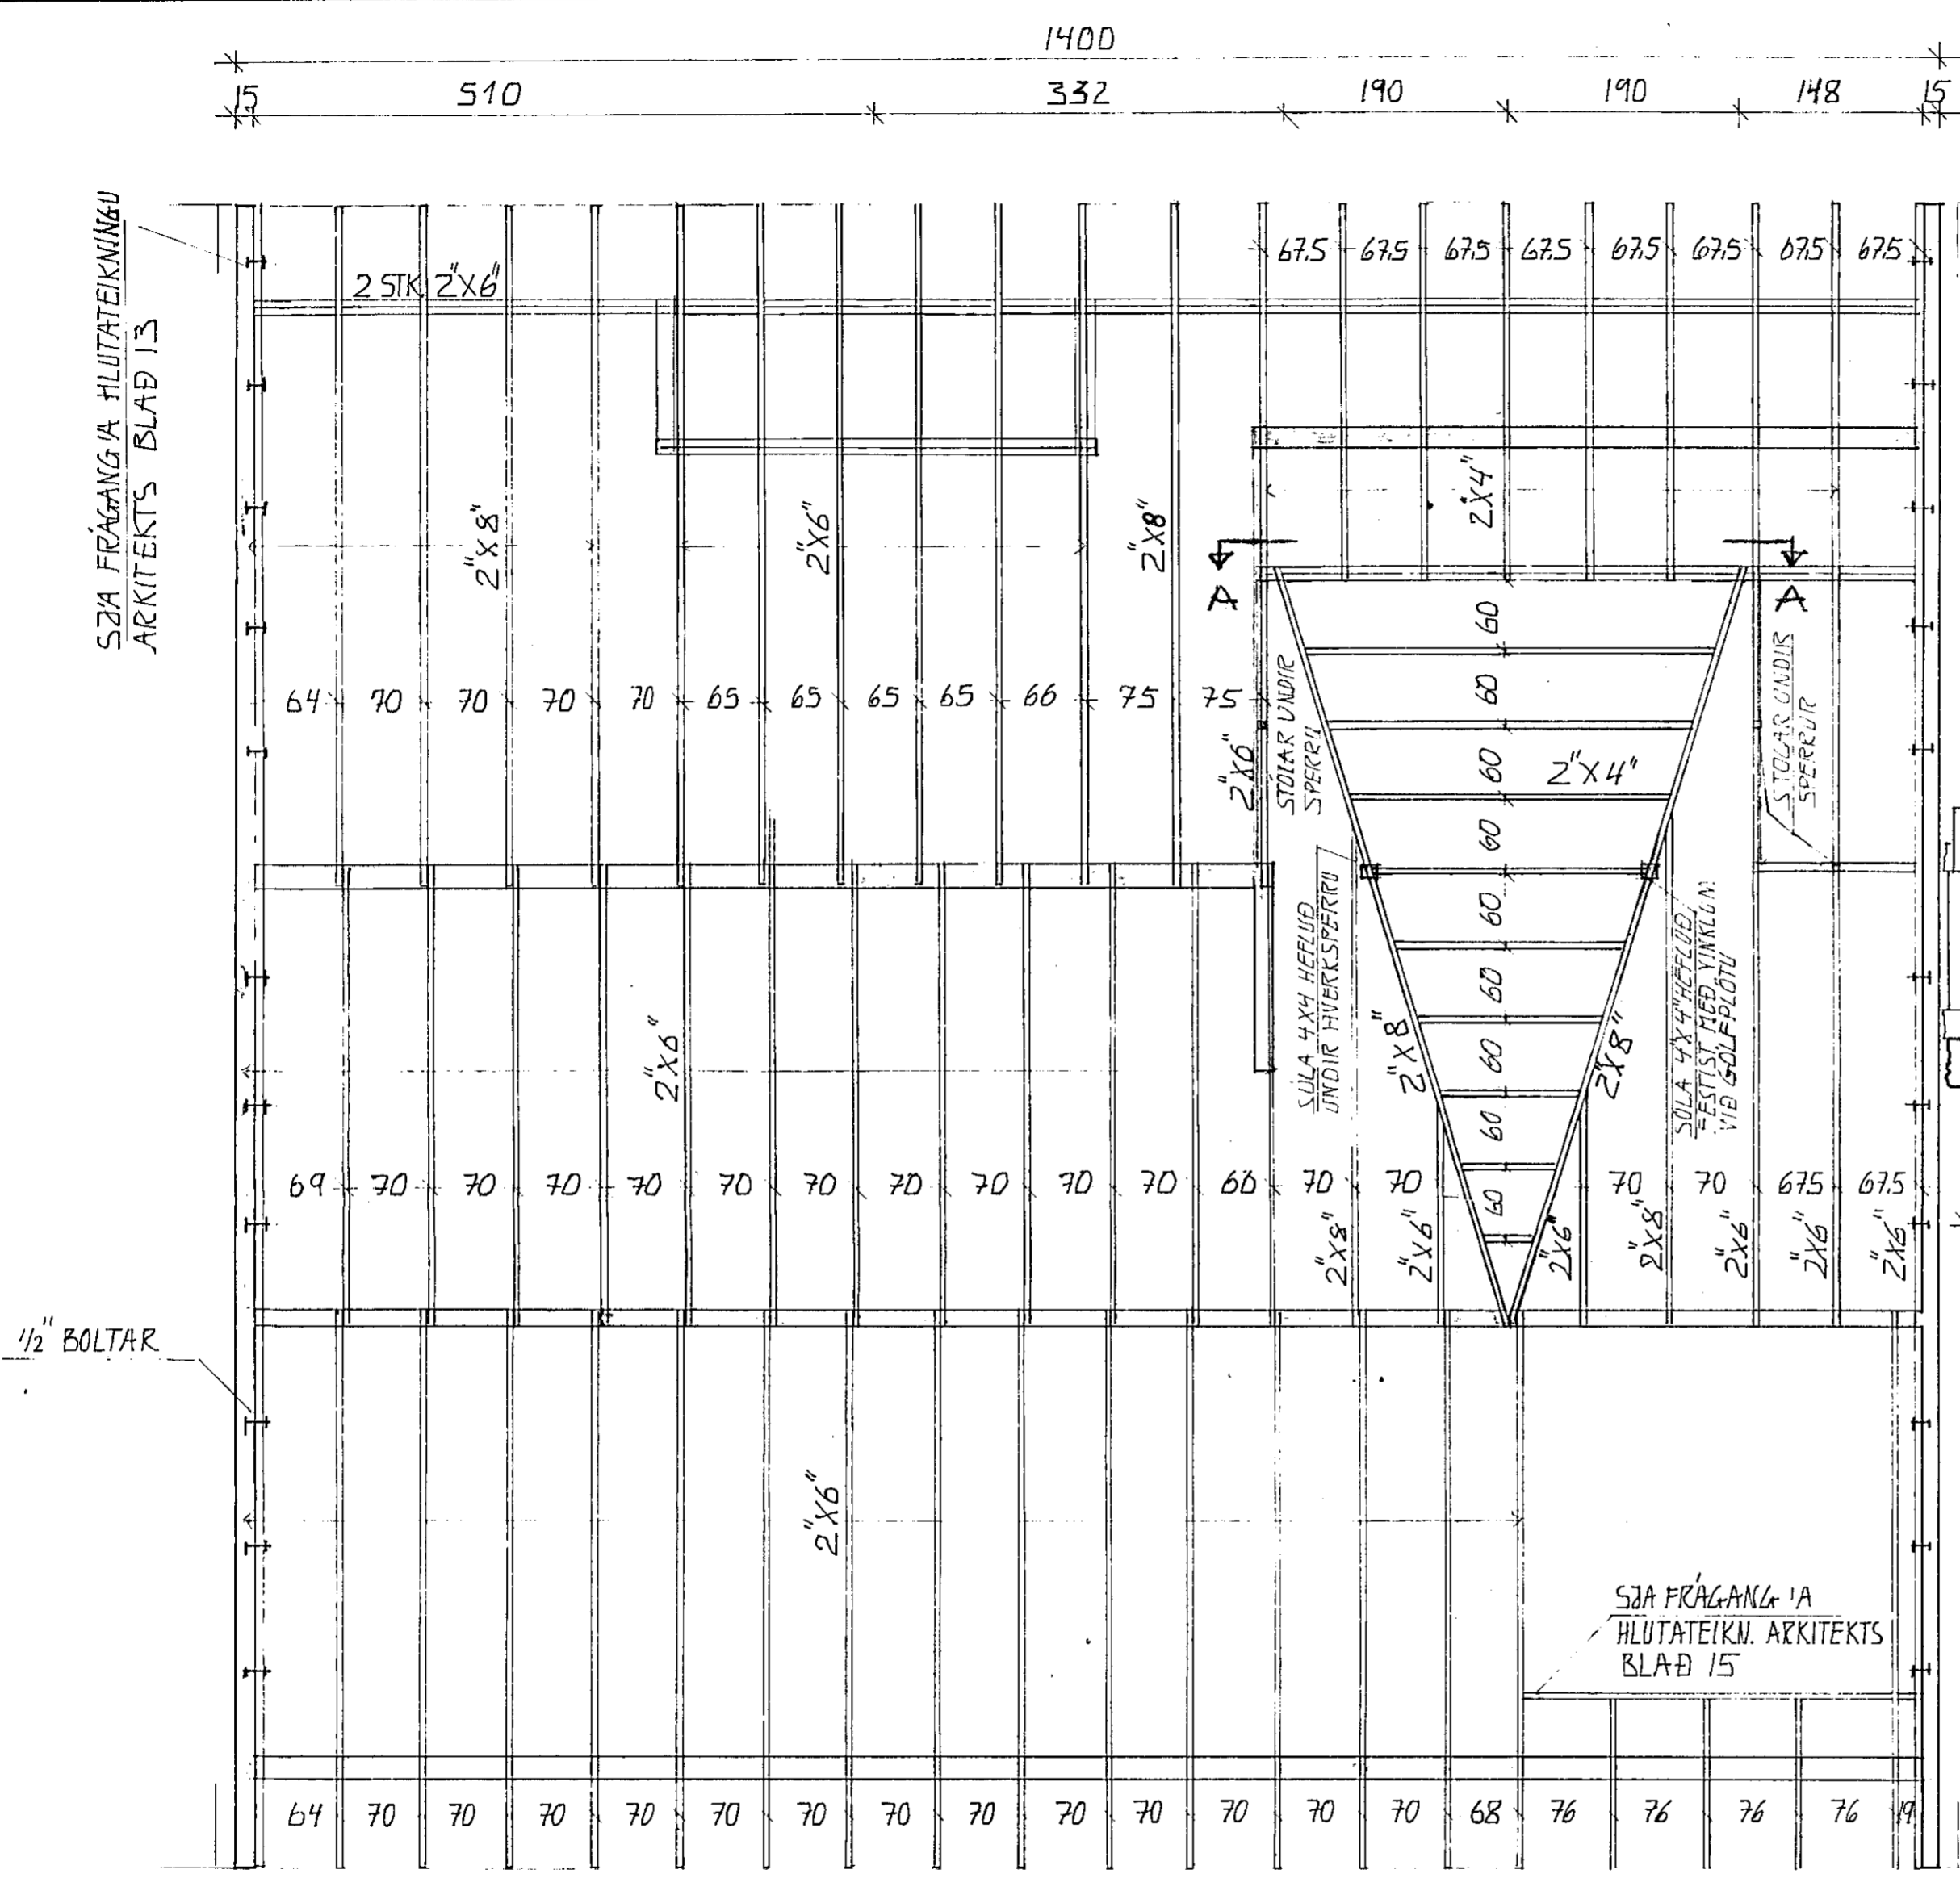 1400
15 510 332 190 190 148 15
SJÁ FRÁGANG Á HLUTATEIKNINGU
ARKITEKTS BLAÐ 13
2 STK. 2"X6"
67.5 67.5 67.5 67.5 67.5 67.5 67.5 67.5
2"X8"
2"X6"
2"X8"
2"X4"
A A
64 70 70 70 70 65 65 65 65 66 75 75
2"X6"
STÓLAR UNDIR
SPERRU
STÓLAR UNDIR
SPERRUR
2"X4"
60
60
60
60
60
60
60
60
60
SÚLA 4X4 HEFLUÐ
UNDIR HVERKSPERRU
SÚLA 4"X4" HEFLUÐ
FESTIST MEÐ VINKLUM
VIÐ GÓLFPLÖTU
2"X6"
2"X8"
2"X8"
69 70 70 70 70 70 70 70 70 70 70 66 70 70 70 70 67.5 67.5
2"X8" 2"X6" 2"X6" 2"X8" 2"X6" 2"X6" 2"X6"
1/2" BOLTAR
2"X6"
SJÁ FRÁGANG Á
HLUTATEIKN. ARKITEKTS
BLAÐ 15
64 70 70 70 70 70 70 70 70 70 70 70 70 70 68 76 76 76 76 19